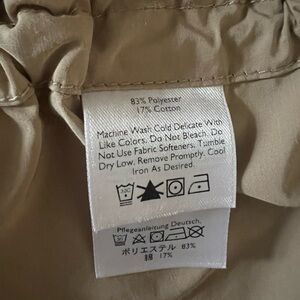 83% Polyester
17% Cotton
Machine Wash Cold Delicate With
Like Colors. Do Not Bleach. Do
Not Use Fabric Softeners. Tumble
Dry Low. Remove Promptly. Cool
Iron As Desired.
Pflegeanleitung Deutsch.
ポリエステル 83%
綿 17%